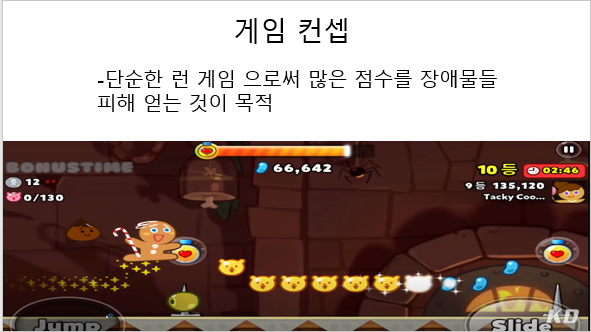 게임 컨셉
-단순한 런 게임 으로써 많은 점수를 장애물들
피해 얻는 것이 목적
BONUSTIME
66,642
10 등
02:46
12
9 등 135,120
0/130
Tacky Coo...
Jump
Slide
KD